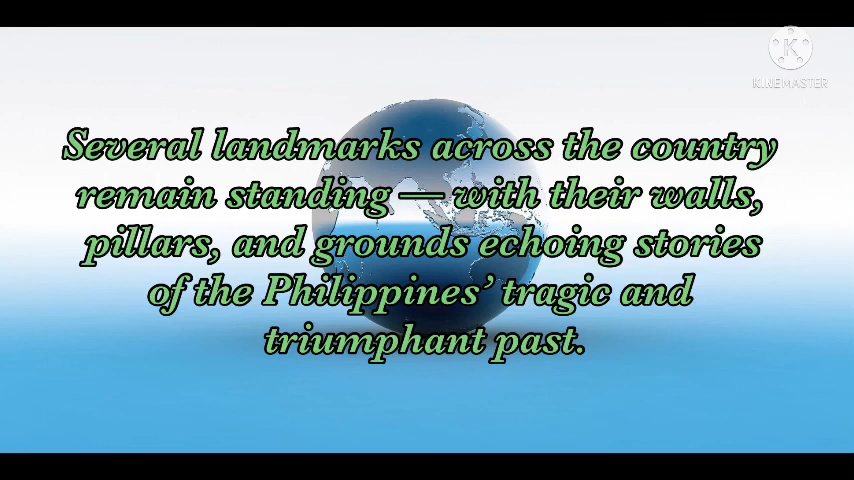 K
KINEMASTER
Several landmarks across the country
remain standing — with their walls,
pillars, and grounds echoing stories
of the Philippines’ tragic and
triumphant past.